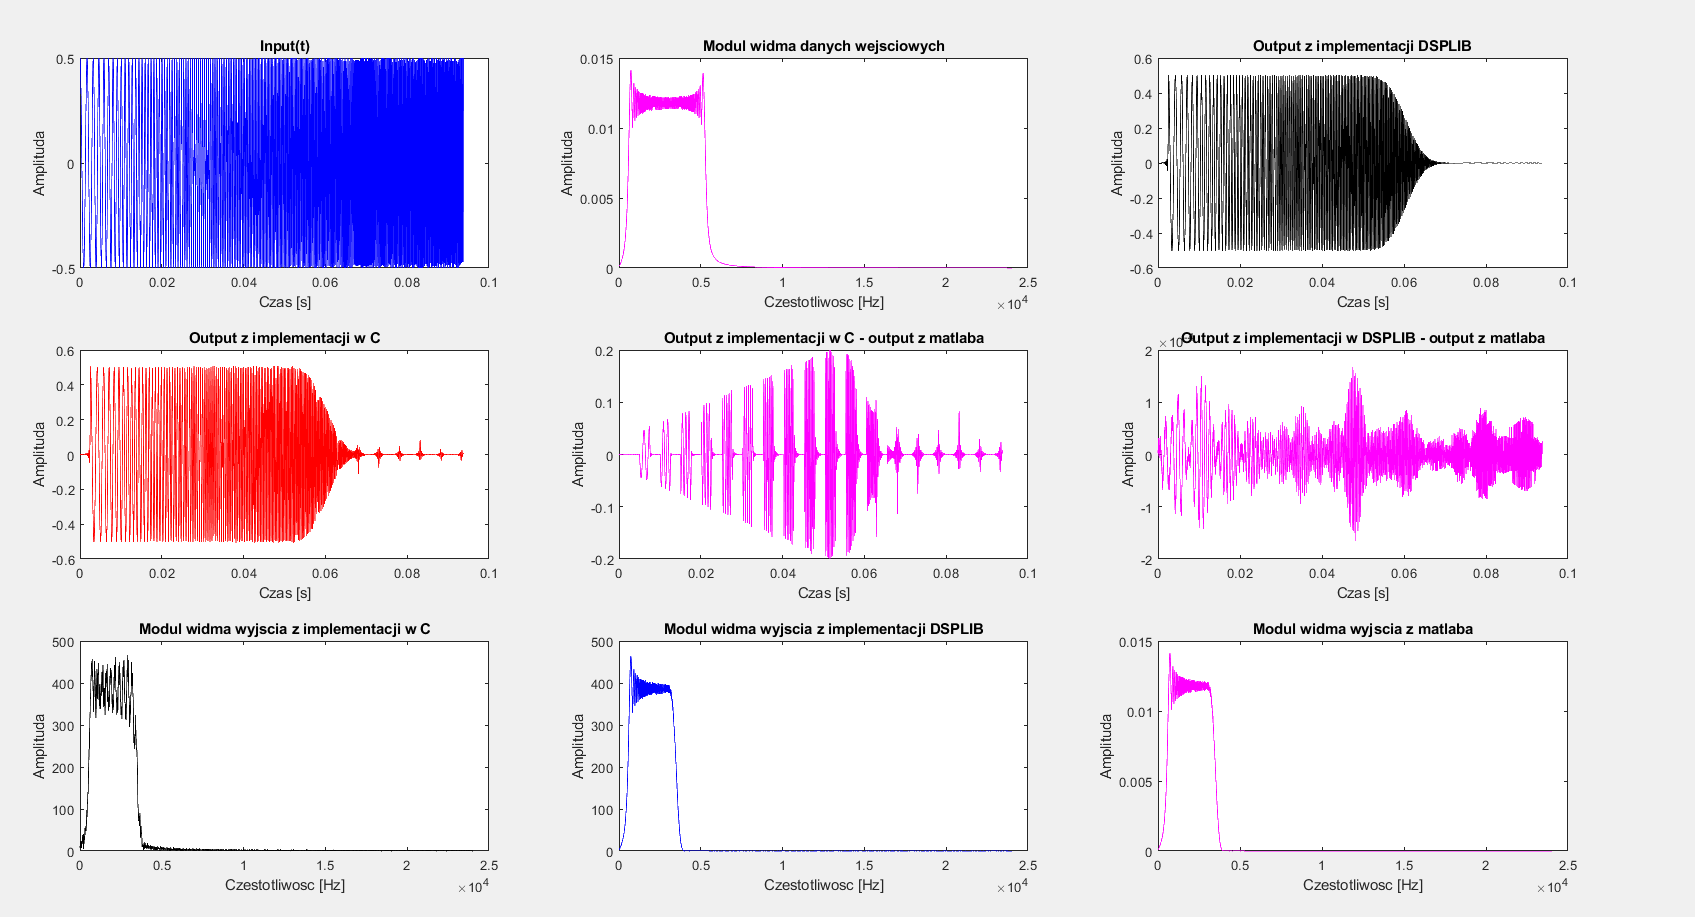 Input(t)
0.5
0
-0.5
Amplituda
0 0.02 0.04 0.06 0.08 0.1
Czas [s]
Modul widma danych wejsciowych
0.015
0.01
0.005
0
Amplituda
0 0.5 1 1.5 2 2.5
Czestotliwosc [Hz]
×10^4
Output z implementacji DSPLIB
0.6
0.4
0.2
0
-0.2
-0.4
-0.6
Amplituda
0 0.02 0.04 0.06 0.08 0.1
Czas [s]
Output z implementacji w C
0.6
0.4
0.2
0
-0.2
-0.4
-0.6
Amplituda
0 0.02 0.04 0.06 0.08 0.1
Czas [s]
Output z implementacji w C - output z matlaba
0.2
0.1
0
-0.1
-0.2
Amplituda
0 0.02 0.04 0.06 0.08 0.1
Czas [s]
Output z implementacji w DSPLIB - output z matlaba
×10
2
1
0
-1
-2
Amplituda
0 0.02 0.04 0.06 0.08 0.1
Czas [s]
Modul widma wyjscia z implementacji w C
500
400
300
200
100
0
Amplituda
0 0.5 1 1.5 2 2.5
Czestotliwosc [Hz]
×10^4
Modul widma wyjscia z implementacji DSPLIB
500
400
300
200
100
0
Amplituda
0 0.5 1 1.5 2 2.5
Czestotliwosc [Hz]
×10^4
Modul widma wyjscia z matlaba
0.015
0.01
0.005
0
Amplituda
0 0.5 1 1.5 2 2.5
Czestotliwosc [Hz]
×10^4